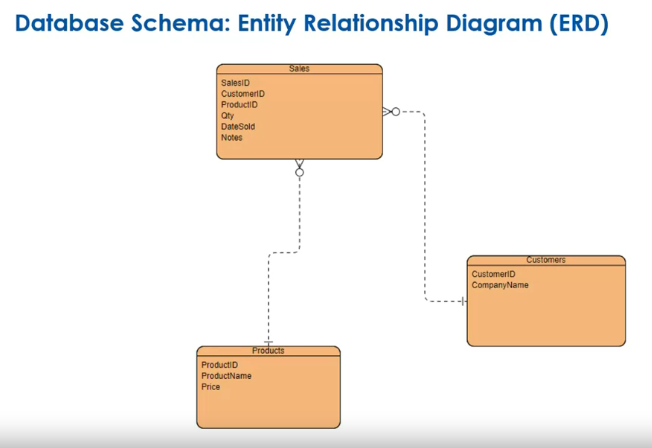 Database Schema: Entity Relationship Diagram (ERD)
Sales
SalesID
CustomerID
ProductID
Qty
DateSold
Notes
Customers
CustomerID
CompanyName
Products
ProductID
ProductName
Price